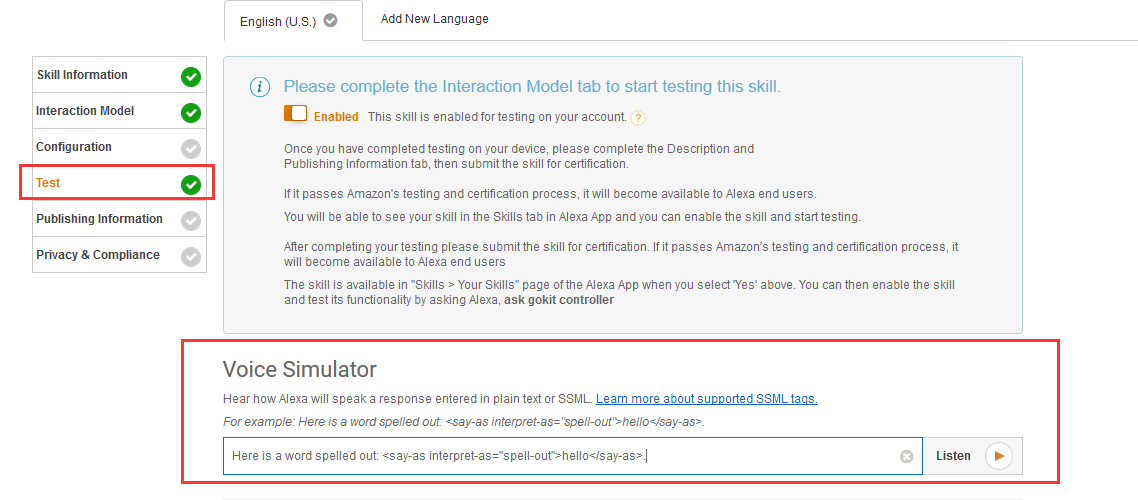 English (U.S.)
Add New Language
Skill Information
Interaction Model
Configuration
Test
Publishing Information
Privacy & Compliance
i
Please complete the Interaction Model tab to start testing this skill.
Enabled This skill is enabled for testing on your account. ?
Once you have completed testing on your device, please complete the Description and
Publishing Information tab, then submit the skill for certification.
If it passes Amazon's testing and certification process, it will become available to Alexa end users.
You will be able to see your skill in the Skills tab in Alexa App and you can enable the skill and start testing.
After completing your testing please submit the skill for certification. If it passes Amazon's testing and certification process, it
will become available to Alexa end users
The skill is available in "Skills > Your Skills" page of the Alexa App when you select 'Yes' above. You can then enable the skill
and test its functionality by asking Alexa, ask gokit controller
Voice Simulator
Hear how Alexa will speak a response entered in plain text or SSML. Learn more about supported SSML tags.
For example: Here is a word spelled out: <say-as interpret-as="spell-out">hello</say-as>.
Here is a word spelled out: <say-as interpret-as="spell-out">hello</say-as>.
Listen